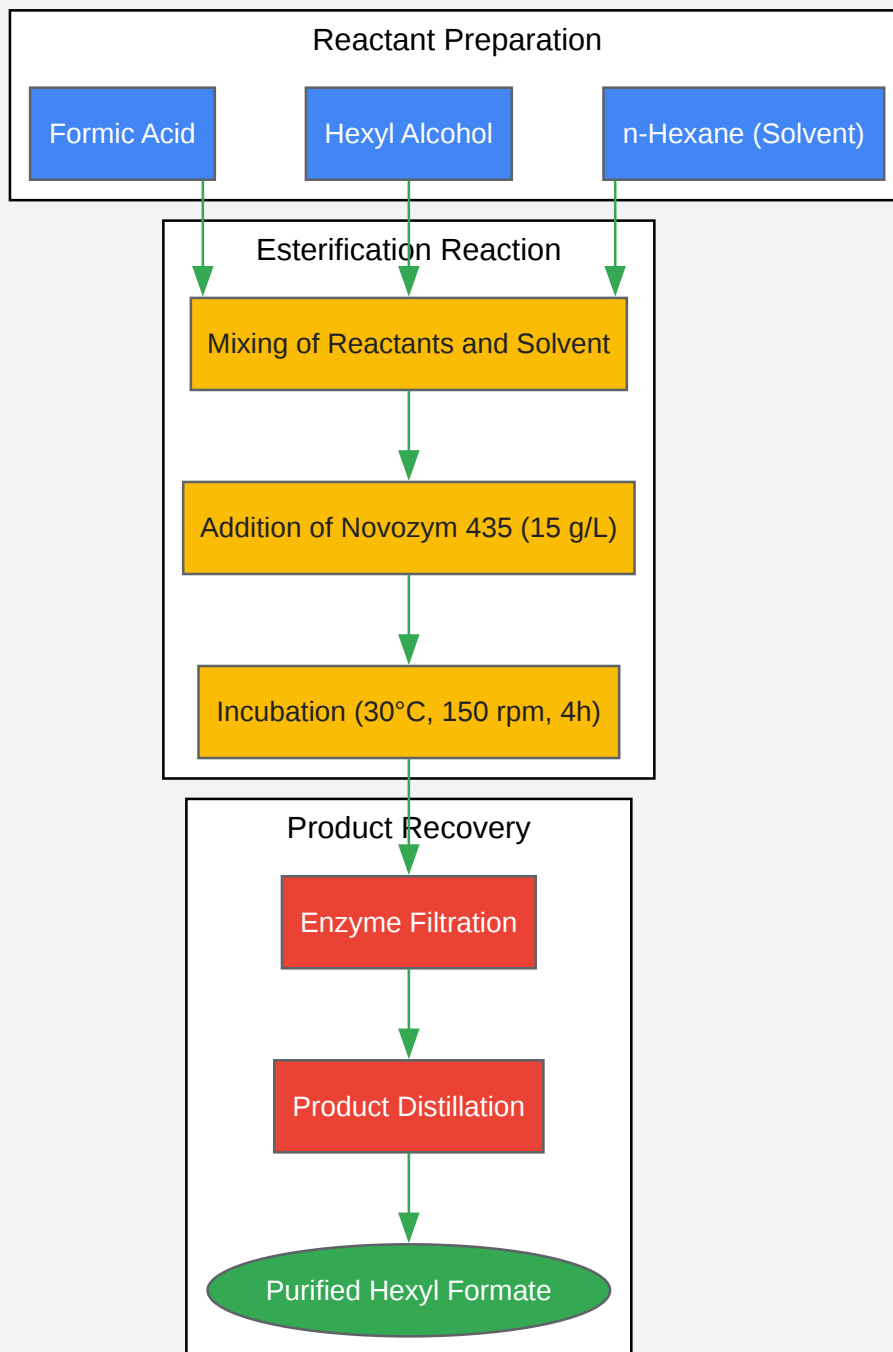 Reactant Preparation
Formic Acid
Hexyl Alcohol
n-Hexane (Solvent)
Esterification Reaction
Mixing of Reactants and Solvent
Addition of Novozym 435 (15 g/L)
Incubation (30°C, 150 rpm, 4h)
Product Recovery
Enzyme Filtration
Product Distillation
Purified Hexyl Formate